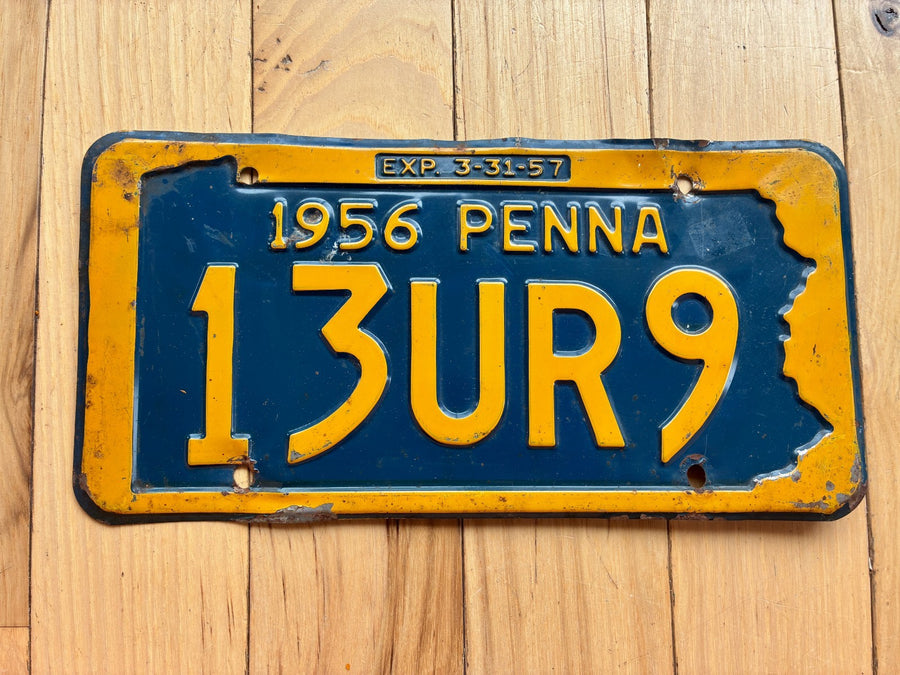 EXP. 3-31-57
1956 PENNA
13UR9